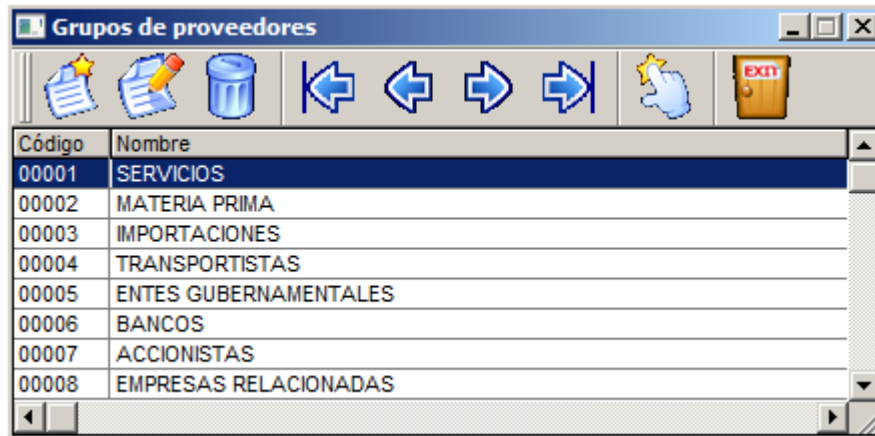 Grupos de proveedores
EXIT
Código Nombre
00001 SERVICIOS
00002 MATERIA PRIMA
00003 IMPORTACIONES
00004 TRANSPORTISTAS
00005 ENTES GUBERNAMENTALES
00006 BANCOS
00007 ACCIONISTAS
00008 EMPRESAS RELACIONADAS